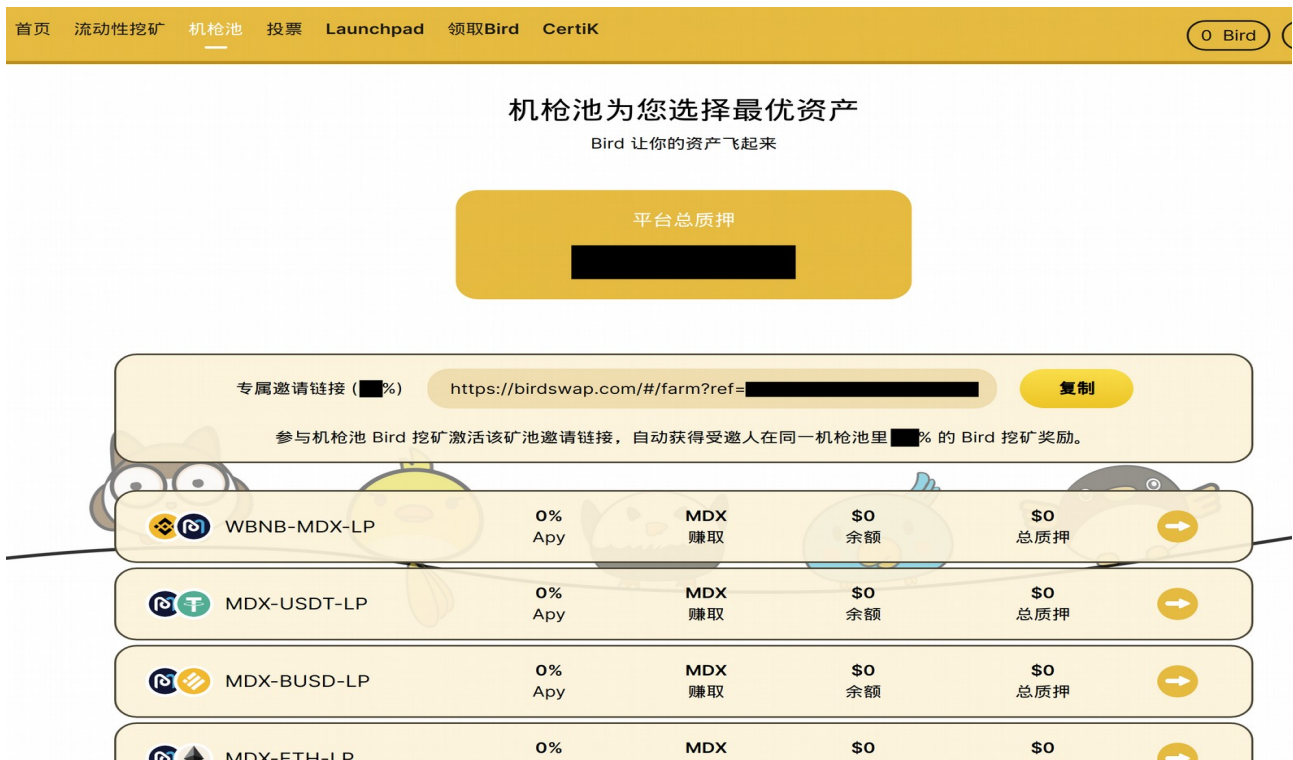 首页 流动性挖矿 机枪池 投票 Launchpad 领取Bird CertiK 0 Bird
机枪池为您选择最优资产
Bird 让你的资产飞起来
平台总质押
专属邀请链接 ( %) https://birdswap.com/#/farm?ref= 复制
参与机枪池 Bird 挖矿激活该矿池邀请链接，自动获得受邀人在同一机枪池里 % 的 Bird 挖矿奖励。
WBNB-MDX-LP 0% MDX $0 $0
Apy 赚取 余额 总质押
MDX-USDT-LP 0% MDX $0 $0
Apy 赚取 余额 总质押
MDX-BUSD-LP 0% MDX $0 $0
Apy 赚取 余额 总质押
MDX-ETH-LP 0% MDX $0 $0